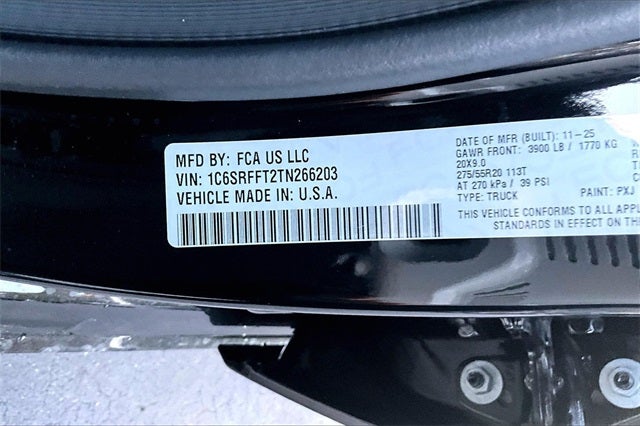 MFD BY: FCA US LLC
VIN: 1C6SRFFT2TN266203
VEHICLE MADE IN: U.S.A.
DATE OF MFR (BUILT): 11-25
GAWR FRONT: 3900 LB / 1770 KG
20X9.0
275/55R20 113T
AT 270 kPa / 39 PSI
TYPE: TRUCK
PAINT: PXJ
THIS VEHICLE CONFORMS TO ALL APPL
STANDARDS IN EFFECT ON THE